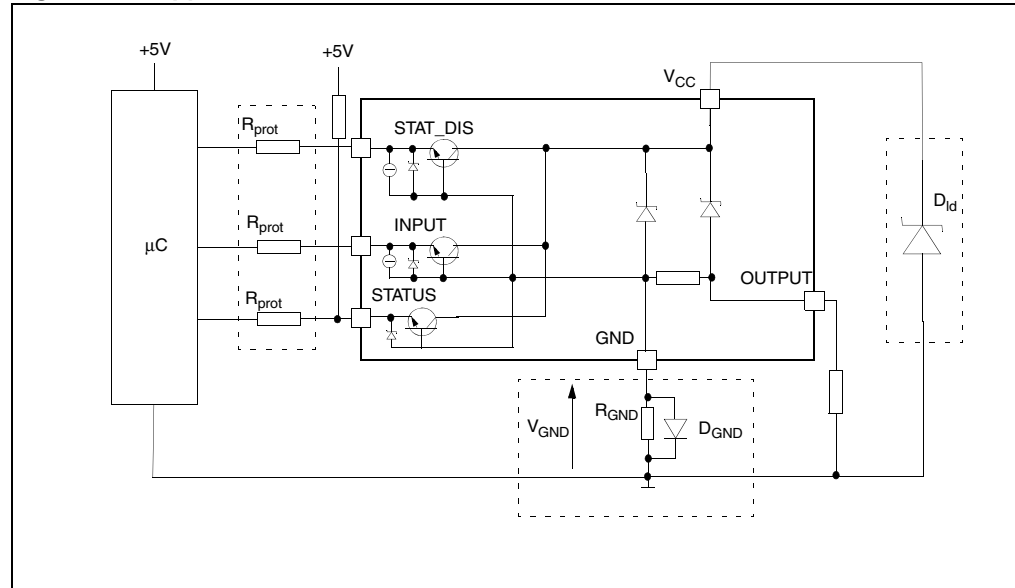 +5V
+5V
V_CC
R_prot
STAT_DIS
D_ld
R_prot
INPUT
μC
OUTPUT
R_prot
STATUS
GND
V_GND
R_GND
D_GND